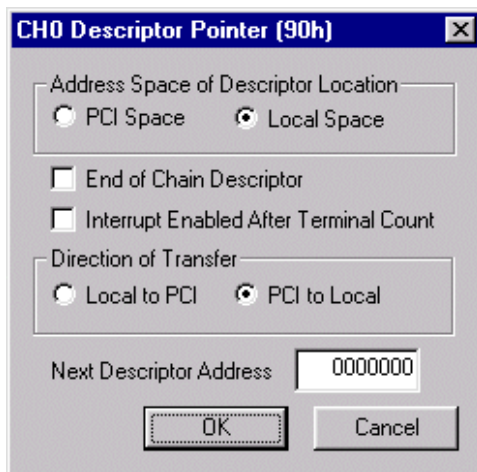 CH0 Descriptor Pointer (90h)
Address Space of Descriptor Location
PCI Space Local Space
End of Chain Descriptor
Interrupt Enabled After Terminal Count
Direction of Transfer
Local to PCI PCI to Local
Next Descriptor Address 0000000
OK Cancel